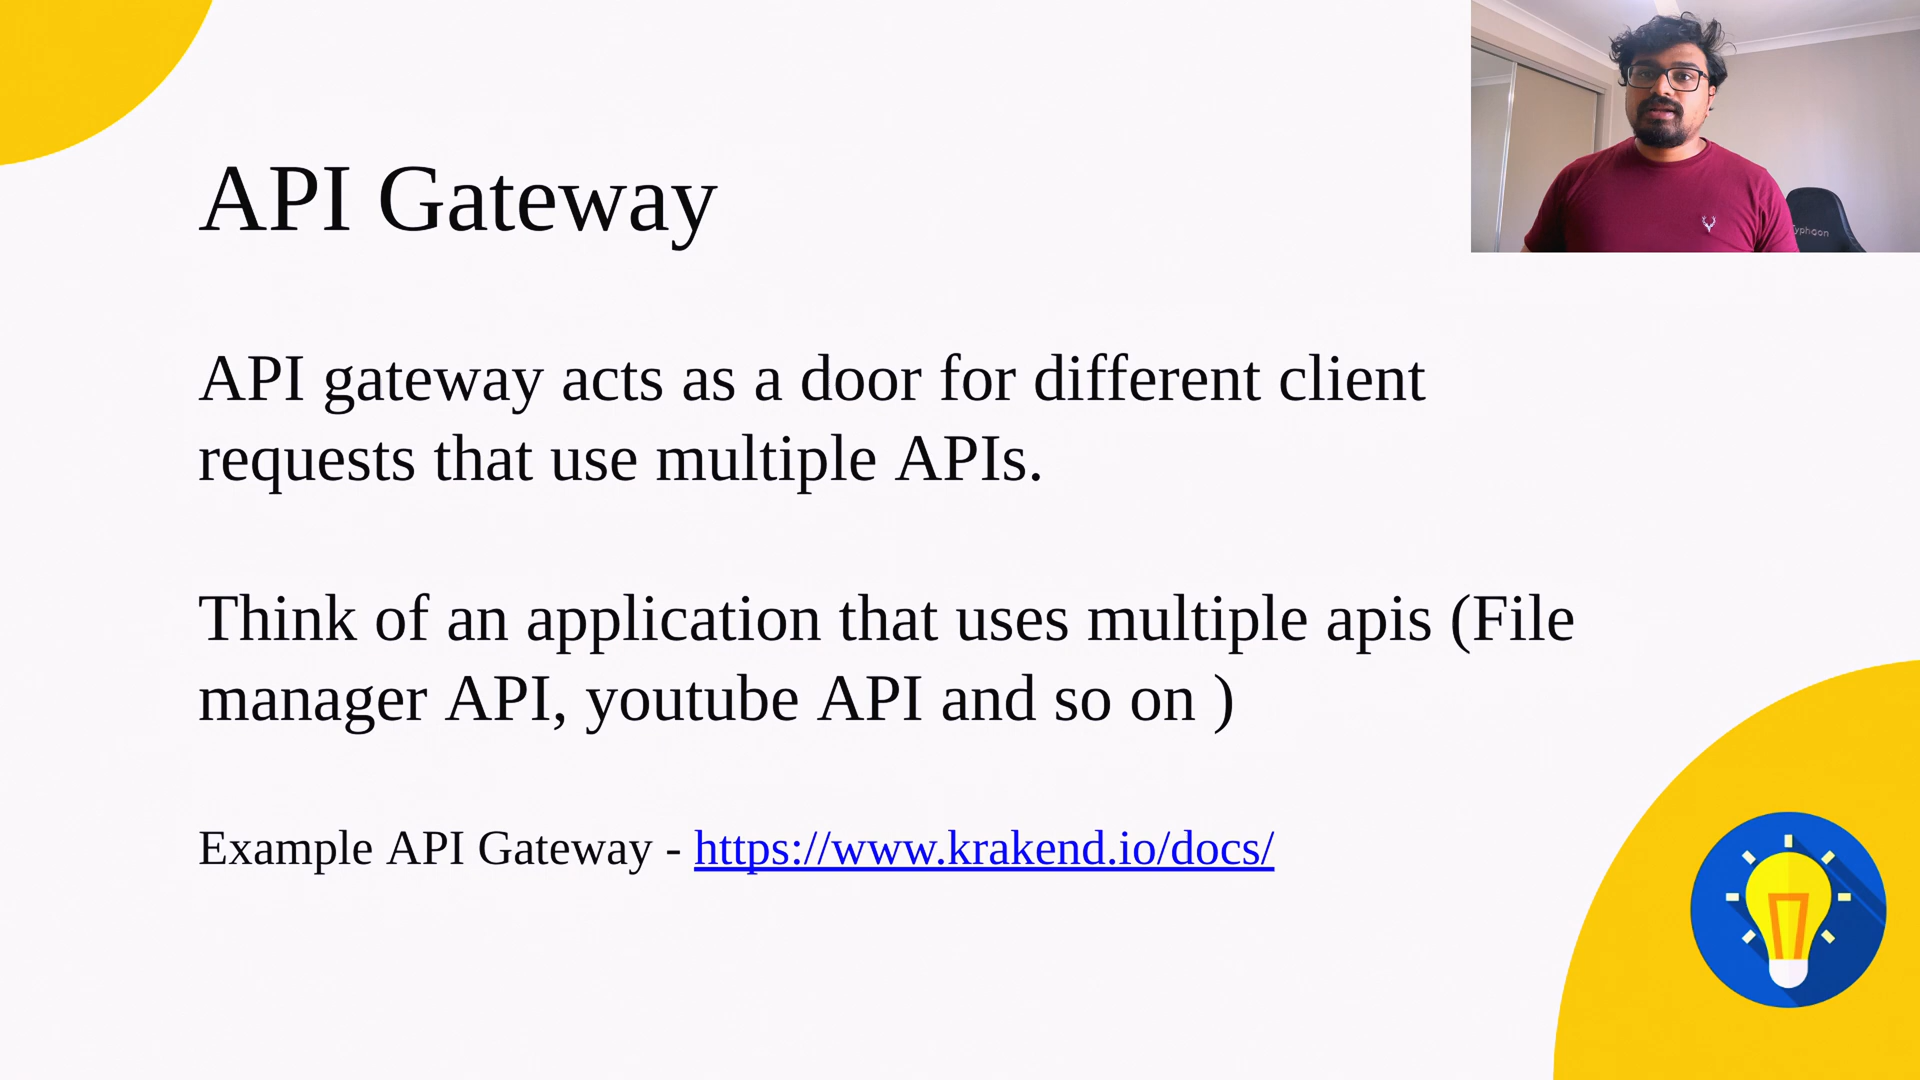 API Gateway
API gateway acts as a door for different client
requests that use multiple APIs.
Think of an application that uses multiple apis (File
manager API, youtube API and so on )
Example API Gateway - https://www.krakend.io/docs/
Typhoon